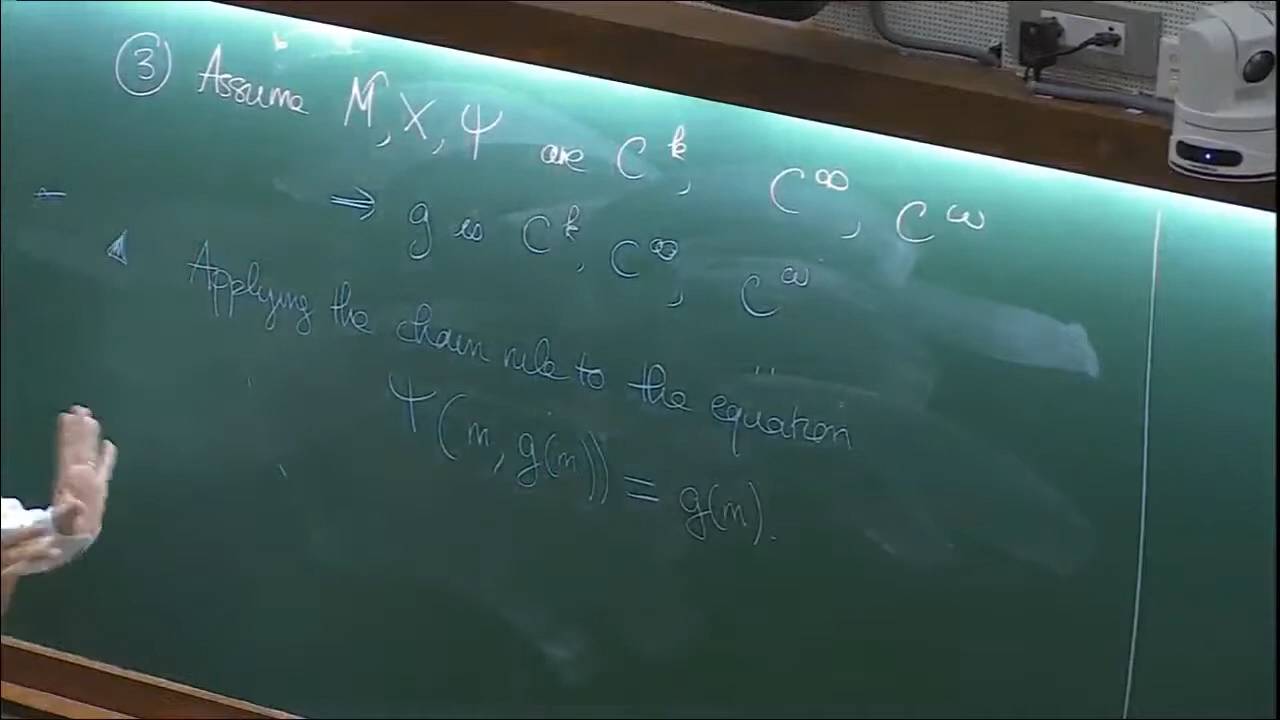 ③ Assume M, X, Ψ are C^k, C^∞, C^ω
⇒ g is C^k, C^∞, C^ω
Applying the chain rule to the equation
Ψ(m, g(m)) = g(m).